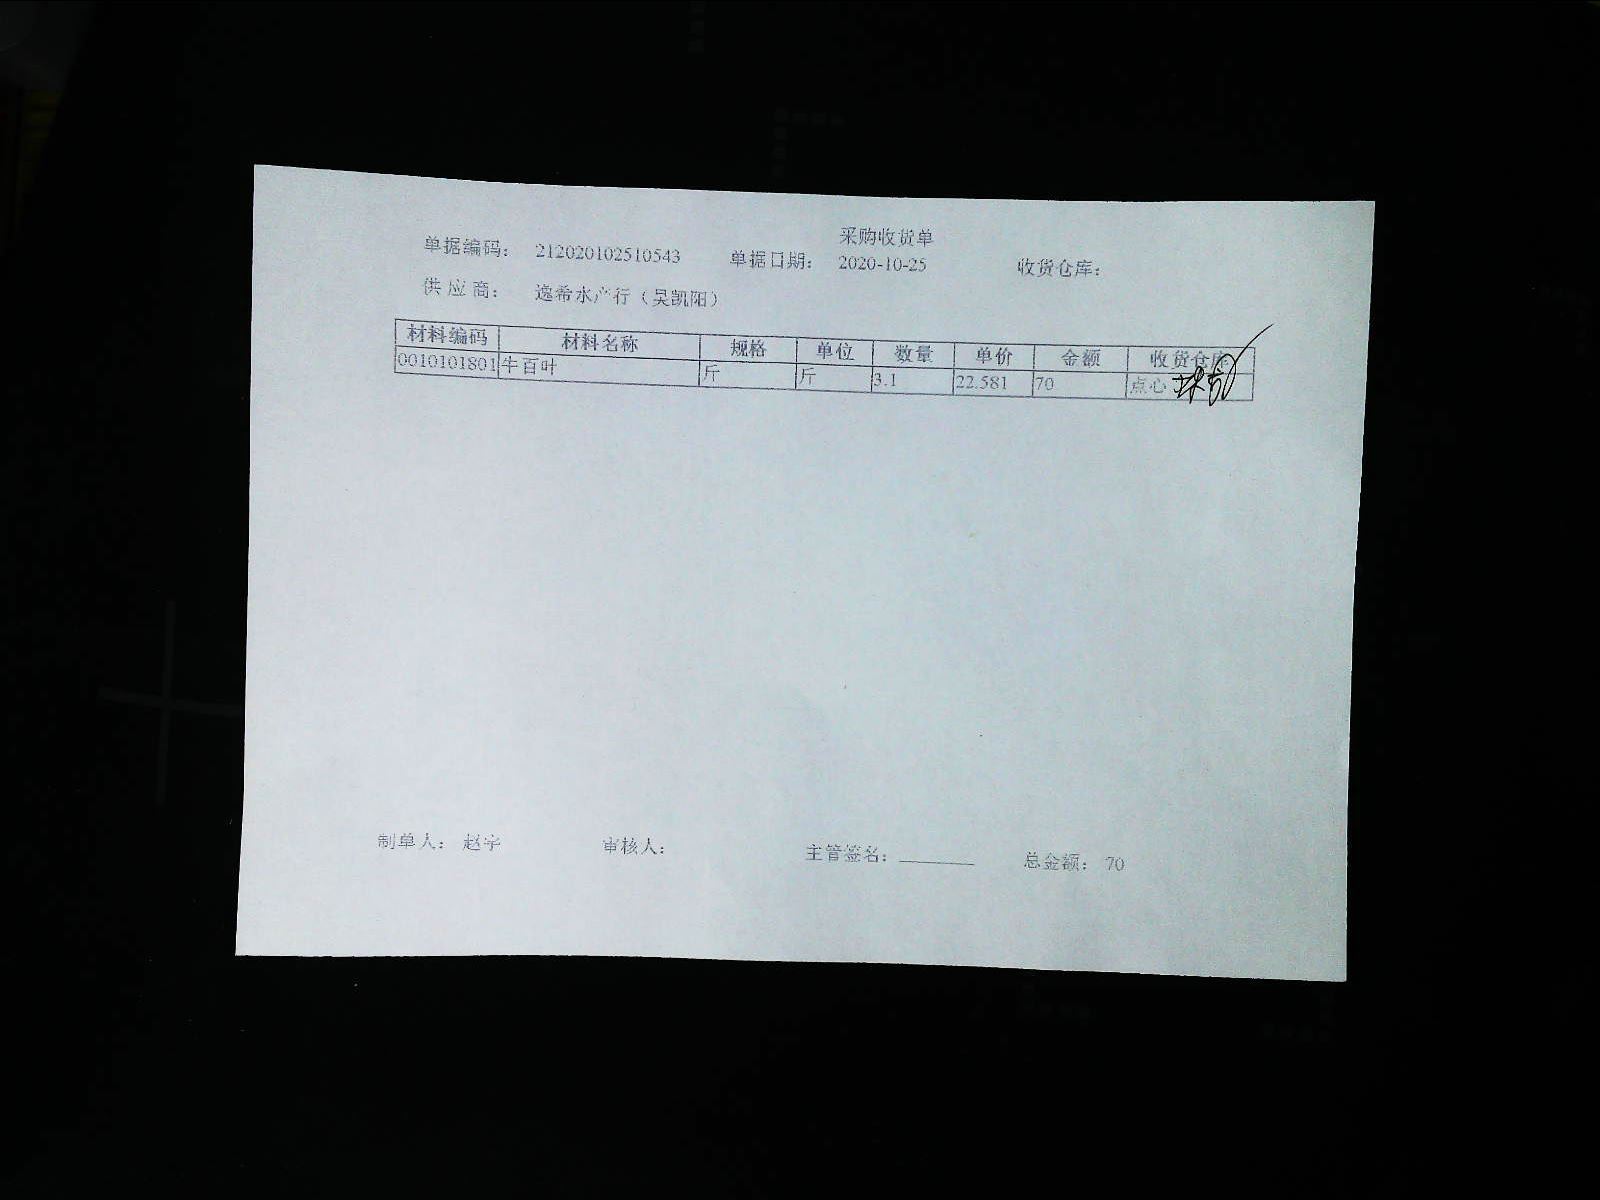 采购收货单
单据编码： 212020102510543 单据日期： 2020-10-25 收货仓库：
供 应 商： 逸希水产行（吴凯阳）
材料编码 材料名称 规格 单位 数量 单价 金额 收货仓库
0010101801 牛百叶 斤 斤 3.1 22.581 70 点心
制单人： 赵宇 审核人： 主管签名：________ 总金额： 70